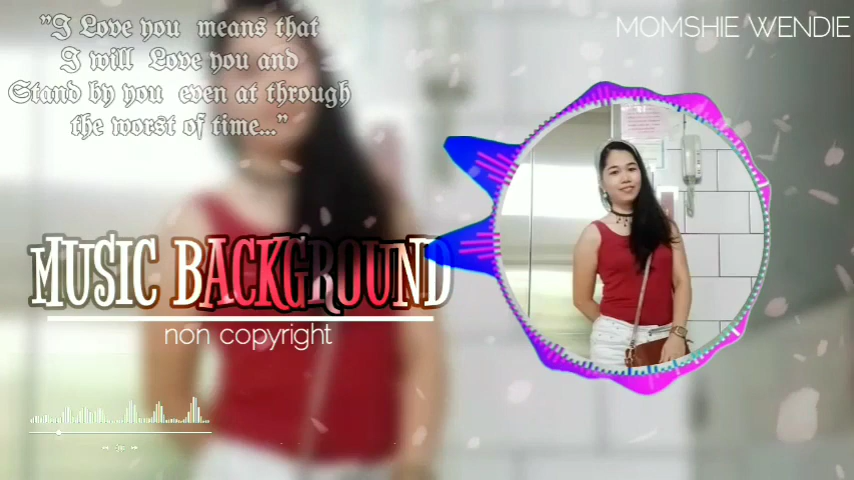 "I Love you means that
I will Love you and
Stand by you even at through
the worst of time..."
MOMSHIE WENDIE
MUSIC BACKGROUND
non copyright